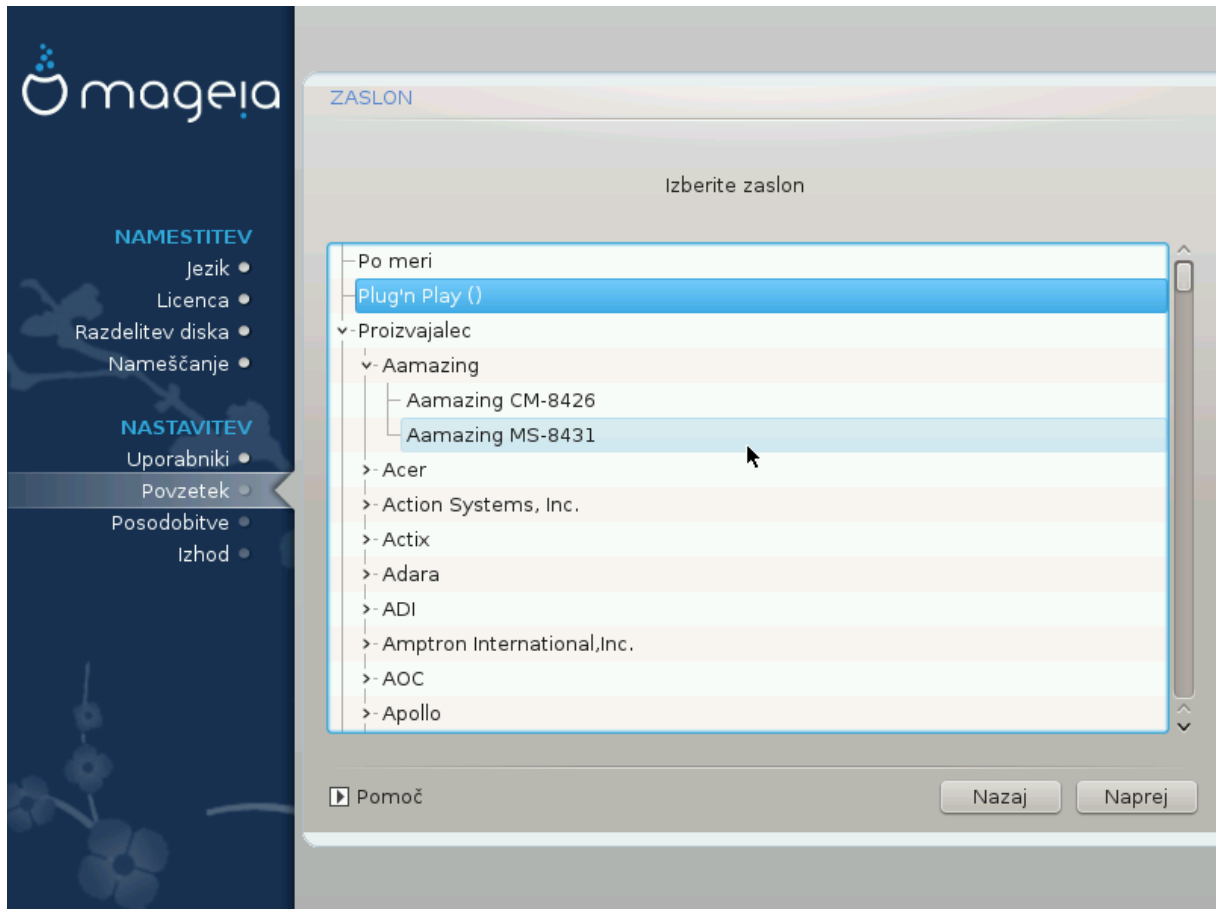 mageia
NAMESTITEV
Jezik
Licenca
Razdelitev diska
Nameščanje
NASTAVITEV
Uporabniki
Povzetek
Posodobitve
Izhod
ZASLON
Izberite zaslon
Po meri
Plug'n Play ()
Proizvajalec
Aamazing
Aamazing CM-8426
Aamazing MS-8431
Acer
Action Systems, Inc.
Actix
Adara
ADI
Amptron International,Inc.
AOC
Apollo
Pomoč
Nazaj
Naprej